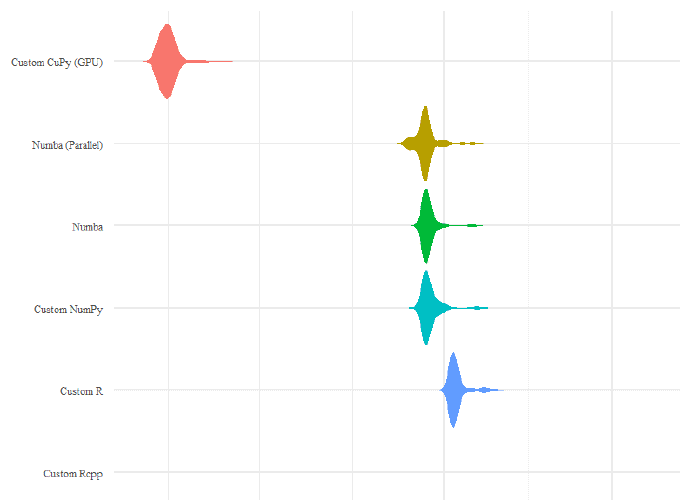 Custom CuPy (GPU)
Numba (Parallel)
Numba
Custom NumPy
Custom R
Custom Rcpp